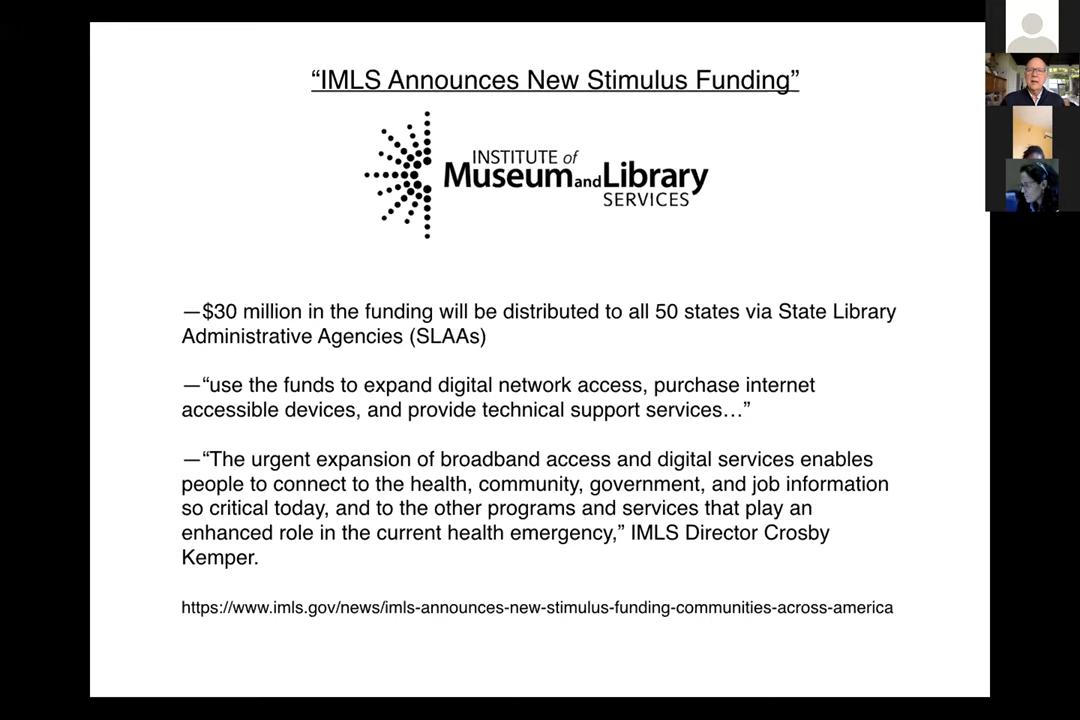 “IMLS Announces New Stimulus Funding”
INSTITUTE of
Museum and Library
SERVICES
—$30 million in the funding will be distributed to all 50 states via State Library
Administrative Agencies (SLAAs)
—“use the funds to expand digital network access, purchase internet
accessible devices, and provide technical support services…”
—“The urgent expansion of broadband access and digital services enables
people to connect to the health, community, government, and job information
so critical today, and to the other programs and services that play an
enhanced role in the current health emergency,” IMLS Director Crosby
Kemper.
https://www.imls.gov/news/imls-announces-new-stimulus-funding-communities-across-america